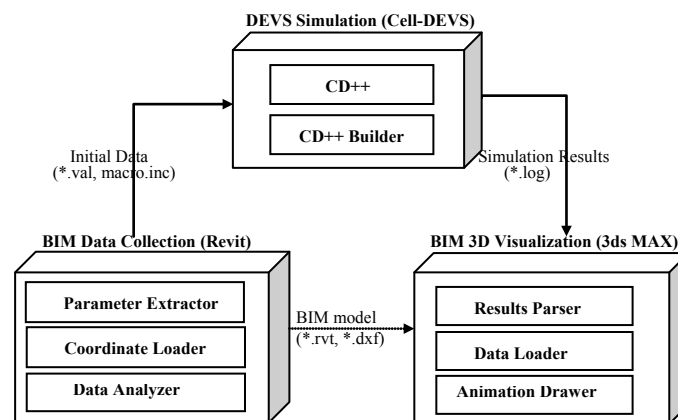 DEVS Simulation (Cell-DEVS)
CD++
CD++ Builder
Initial Data
(*.val, macro.inc)
Simulation Results
(*.log)
BIM Data Collection (Revit)
Parameter Extractor
Coordinate Loader
Data Analyzer
BIM model
(*.rvt, *.dxf)
BIM 3D Visualization (3ds MAX)
Results Parser
Data Loader
Animation Drawer